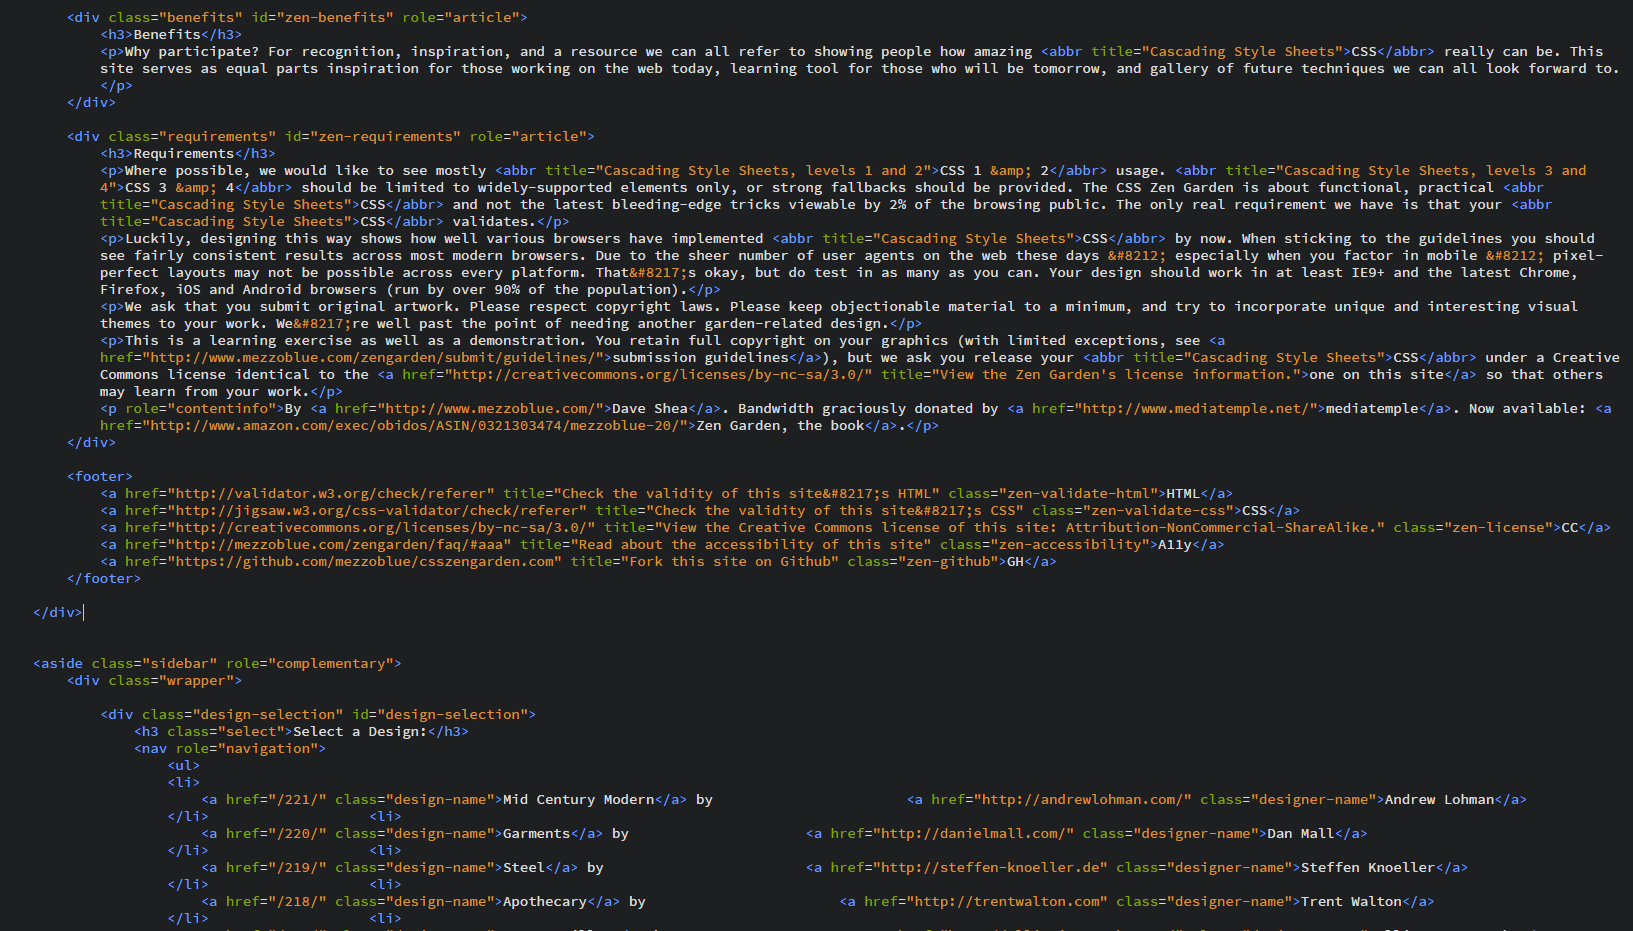 <div class="benefits" id="zen-benefits" role="article">
<h3>Benefits</h3>
<p>Why participate? For recognition, inspiration, and a resource we can all refer to showing people how amazing <abbr title="Cascading Style Sheets">CSS</abbr> really can be. This
site serves as equal parts inspiration for those working on the web today, learning tool for those who will be tomorrow, and gallery of future techniques we can all look forward to.
</p>
</div>
<div class="requirements" id="zen-requirements" role="article">
<h3>Requirements</h3>
<p>Where possible, we would like to see mostly <abbr title="Cascading Style Sheets, levels 1 and 2">CSS 1 &amp; 2</abbr> usage. <abbr title="Cascading Style Sheets, levels 3 and
4">CSS 3 &amp; 4</abbr> should be limited to widely-supported elements only, or strong fallbacks should be provided. The CSS Zen Garden is about functional, practical <abbr
title="Cascading Style Sheets">CSS</abbr> and not the latest bleeding-edge tricks viewable by 2% of the browsing public. The only real requirement we have is that your <abbr
title="Cascading Style Sheets">CSS</abbr> validates.</p>
<p>Luckily, designing this way shows how well various browsers have implemented <abbr title="Cascading Style Sheets">CSS</abbr> by now. When sticking to the guidelines you should
see fairly consistent results across most modern browsers. Due to the sheer number of user agents on the web these days &#8212; especially when you factor in mobile &#8212; pixel-
perfect layouts may not be possible across every platform. That&#8217;s okay, but do test in as many as you can. Your design should work in at least IE9+ and the latest Chrome,
Firefox, iOS and Android browsers (run by over 90% of the population).</p>
<p>We ask that you submit original artwork. Please respect copyright laws. Please keep objectionable material to a minimum, and try to incorporate unique and interesting visual
themes to your work. We&#8217;re well past the point of needing another garden-related design.</p>
<p>This is a learning exercise as well as a demonstration. You retain full copyright on your graphics (with limited exceptions, see <a
href="http://www.mezzoblue.com/zengarden/submit/guidelines/">submission guidelines</a>), but we ask you release your <abbr title="Cascading Style Sheets">CSS</abbr> under a Creative
Commons license identical to the <a href="http://creativecommons.org/licenses/by-nc-sa/3.0/" title="View the Zen Garden's license information.">one on this site</a> so that others
may learn from your work.</p>
<p role="contentinfo">By <a href="http://www.mezzoblue.com/">Dave Shea</a>. Bandwidth graciously donated by <a href="http://www.mediatemple.net/">mediatemple</a>. Now available: <a
href="http://www.amazon.com/exec/obidos/ASIN/0321303474/mezzoblue-20/">Zen Garden, the book</a>.</p>
</div>
<footer>
<a href="http://validator.w3.org/check/referer" title="Check the validity of this site&#8217;s HTML" class="zen-validate-html">HTML</a>
<a href="http://jigsaw.w3.org/css-validator/check/referer" title="Check the validity of this site&#8217;s CSS" class="zen-validate-css">CSS</a>
<a href="http://creativecommons.org/licenses/by-nc-sa/3.0/" title="View the Creative Commons license of this site: Attribution-NonCommercial-ShareAlike." class="zen-license">CC</a>
<a href="http://mezzoblue.com/zengarden/faq/#aaa" title="Read about the accessibility of this site" class="zen-accessibility">A11y</a>
<a href="https://github.com/mezzoblue/csszengarden.com" title="Fork this site on Github" class="zen-github">GH</a>
</footer>
</div>
<aside class="sidebar" role="complementary">
<div class="wrapper">
<div class="design-selection" id="design-selection">
<h3 class="select">Select a Design:</h3>
<nav role="navigation">
<ul>
<li>
<a href="/221/" class="design-name">Mid Century Modern</a> by <a href="http://andrewlohman.com/" class="designer-name">Andrew Lohman</a>
</li> <li>
<a href="/220/" class="design-name">Garments</a> by <a href="http://danielmall.com/" class="designer-name">Dan Mall</a>
</li> <li>
<a href="/219/" class="design-name">Steel</a> by <a href="http://steffen-knoeller.de" class="designer-name">Steffen Knoeller</a>
</li> <li>
<a href="/218/" class="design-name">Apothecary</a> by <a href="http://trentwalton.com" class="designer-name">Trent Walton</a>
</li> <li>